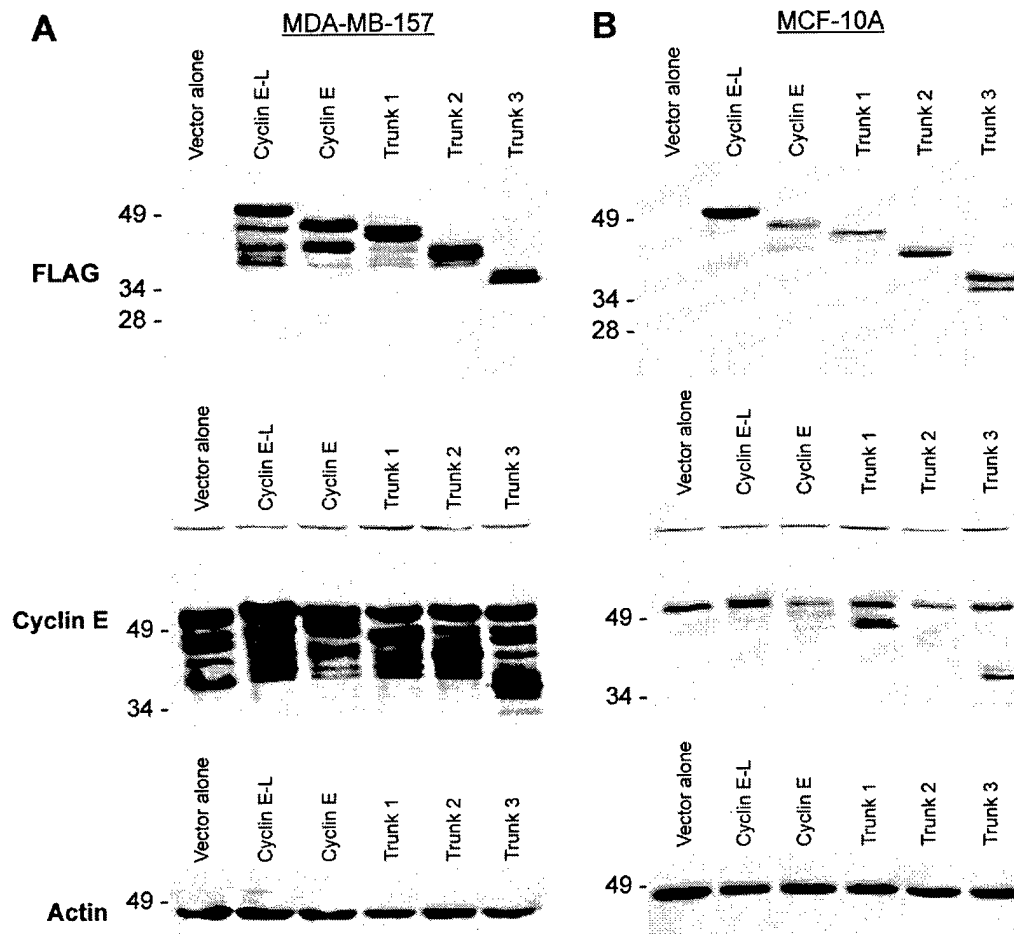 A
MDA-MB-157
Vector alone
Cyclin E-L
Cyclin E
Trunk 1
Trunk 2
Trunk 3
FLAG
49 -
34 -
28 -
Vector alone
Cyclin E-L
Cyclin E
Trunk 1
Trunk 2
Trunk 3
Cyclin E
49 -
34 -
Vector alone
Cyclin E-L
Cyclin E
Trunk 1
Trunk 2
Trunk 3
Actin
49 -
B
MCF-10A
Vector alone
Cyclin E-L
Cyclin E
Trunk 1
Trunk 2
Trunk 3
49 -
34 -
28 -
Vector alone
Cyclin E-L
Cyclin E
Trunk 1
Trunk 2
Trunk 3
49 -
34 -
Vector alone
Cyclin E-L
Cyclin E
Trunk 1
Trunk 2
Trunk 3
49 -